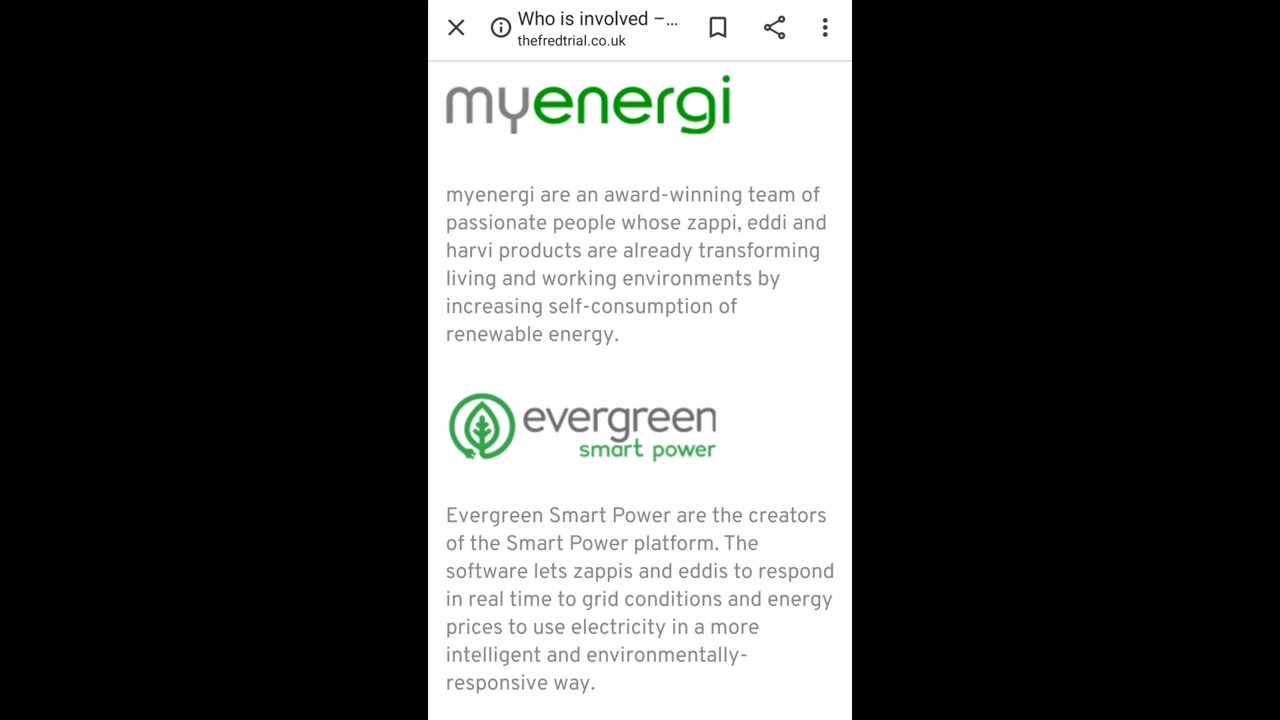 Who is involved –...
thefredtrial.co.uk
myenergi
myenergi are an award-winning team of
passionate people whose zappi, eddi and
harvi products are already transforming
living and working environments by
increasing self-consumption of
renewable energy.
evergreen
smart power
Evergreen Smart Power are the creators
of the Smart Power platform. The
software lets zappis and eddis to respond
in real time to grid conditions and energy
prices to use electricity in a more
intelligent and environmentally-
responsive way.